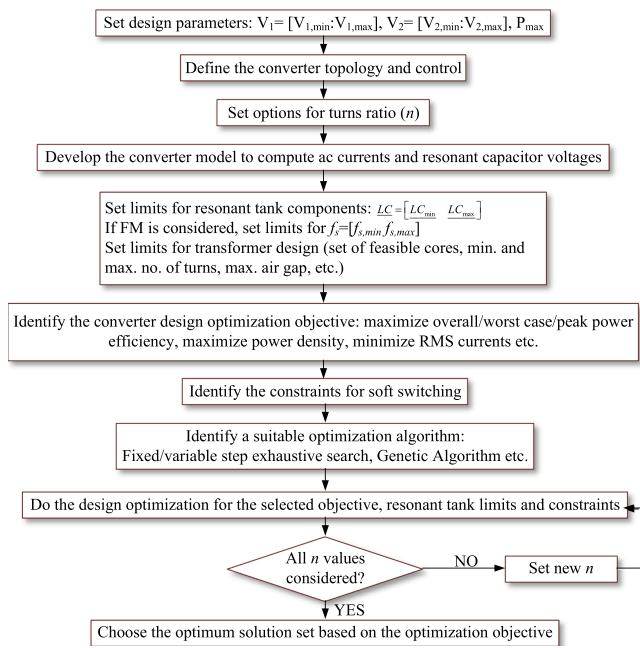 Set design parameters: V₁= [V₁,min:V₁,max], V₂= [V₂,min:V₂,max], Pmax
Define the converter topology and control
Set options for turns ratio (n)
Develop the converter model to compute ac currents and resonant capacitor voltages
Set limits for resonant tank components: LC = [LCmin LCmax]
If FM is considered, set limits for fs=[fs,min fs,max]
Set limits for transformer design (set of feasible cores, min. and
max. no. of turns, max. air gap, etc.)
Identify the converter design optimization objective: maximize overall/worst case/peak power
efficiency, maximize power density, minimize RMS currents etc.
Identify the constraints for soft switching
Identify a suitable optimization algorithm:
Fixed/variable step exhaustive search, Genetic Algorithm etc.
Do the design optimization for the selected objective, resonant tank limits and constraints
All n values
considered?
NO
Set new n
YES
Choose the optimum solution set based on the optimization objective